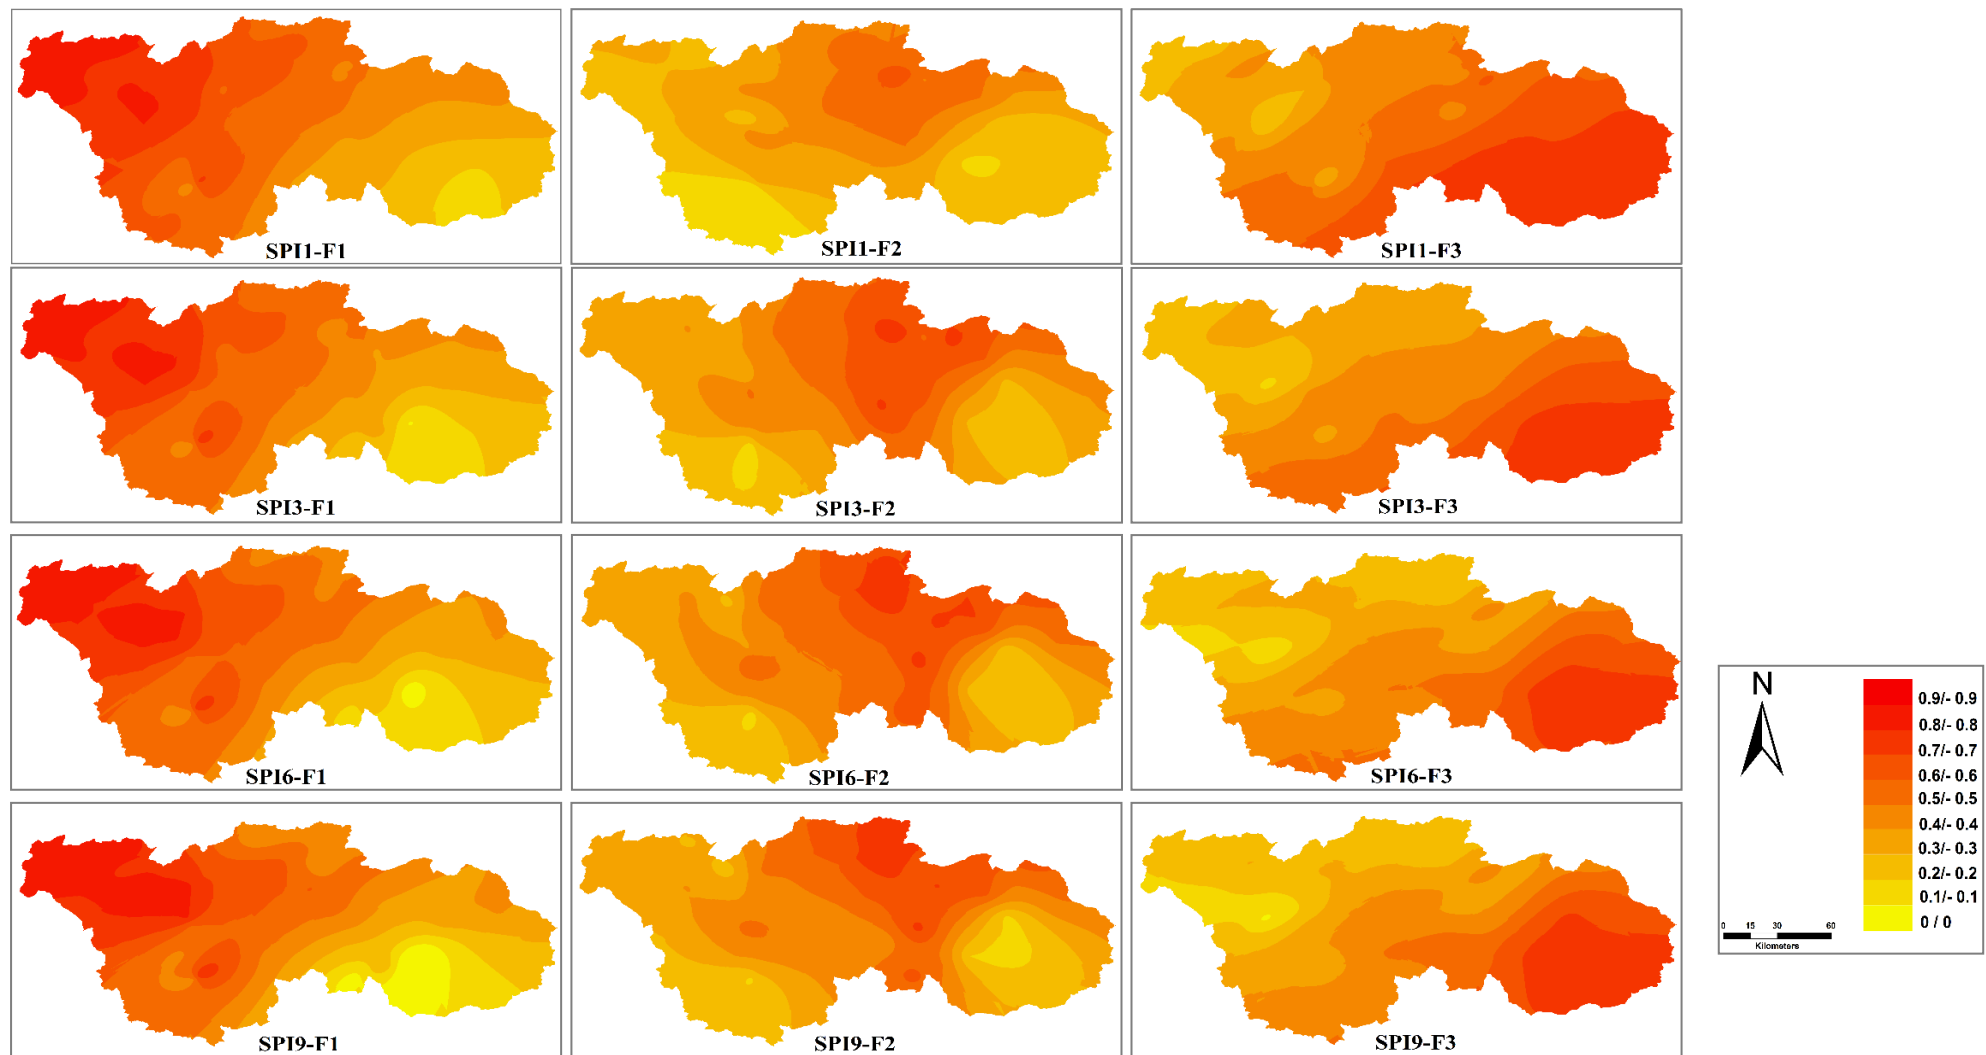 SPI1-F1
SPI1-F2
SPI1-F3
SPI3-F1
SPI3-F2
SPI3-F3
SPI6-F1
SPI6-F2
SPI6-F3
SPI9-F1
SPI9-F2
SPI9-F3
N
0.9/- 0.9
0.8/- 0.8
0.7/- 0.7
0.6/- 0.6
0.5/- 0.5
0.4/- 0.4
0.3/- 0.3
0.2/- 0.2
0.1/- 0.1
0 / 0
0 15 30 60
Kilometers